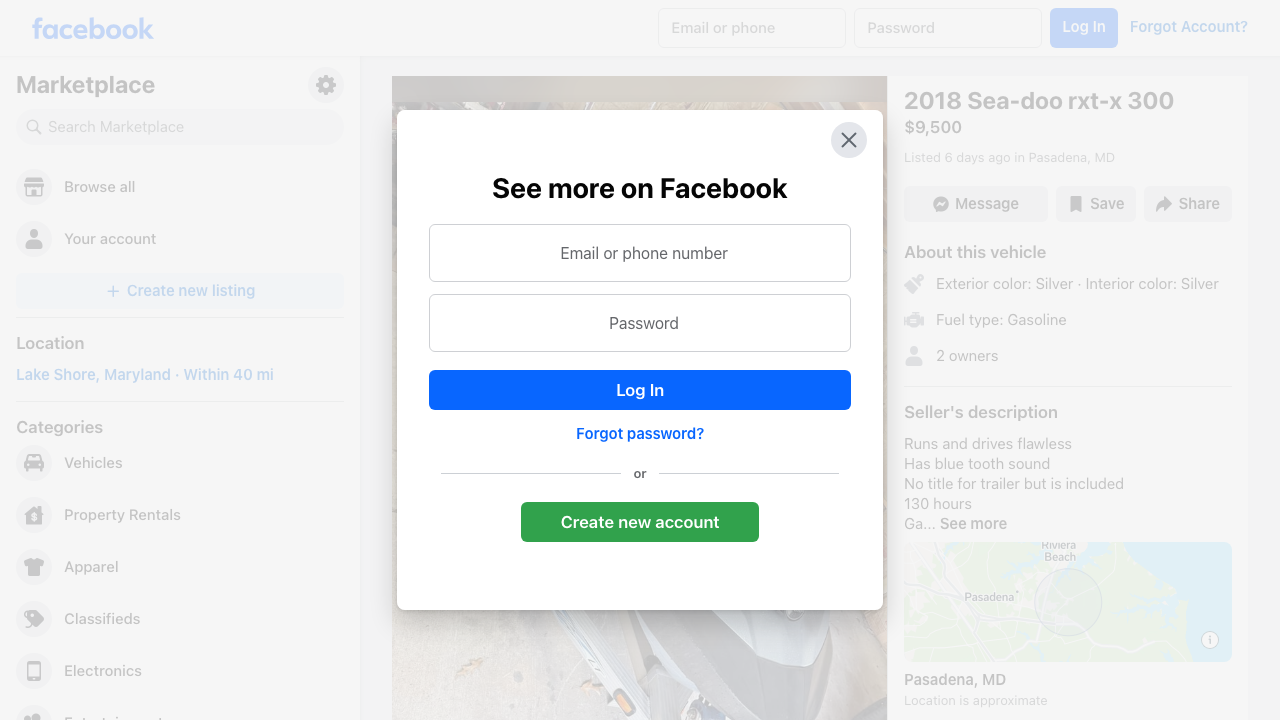 facebook
Email or phone
Password
Log In
Forgot Account?
Marketplace
Search Marketplace
Browse all
Your account
Create new listing
Location
Lake Shore, Maryland · Within 40 mi
Categories
Vehicles
Property Rentals
Apparel
Classifieds
Electronics
See more on Facebook
Email or phone number
Password
Log In
Forgot password?
or
Create new account
2018 Sea-doo rxt-x 300
$9,500
Listed 6 days ago in Pasadena, MD
Message
Save
Share
About this vehicle
Exterior color: Silver · Interior color: Silver
Fuel type: Gasoline
2 owners
Seller's description
Runs and drives flawless
Has blue tooth sound
No title for trailer but is included
130 hours
Ga... See more
Riviera
Beach
Pasadena
Pasadena, MD
Location is approximate